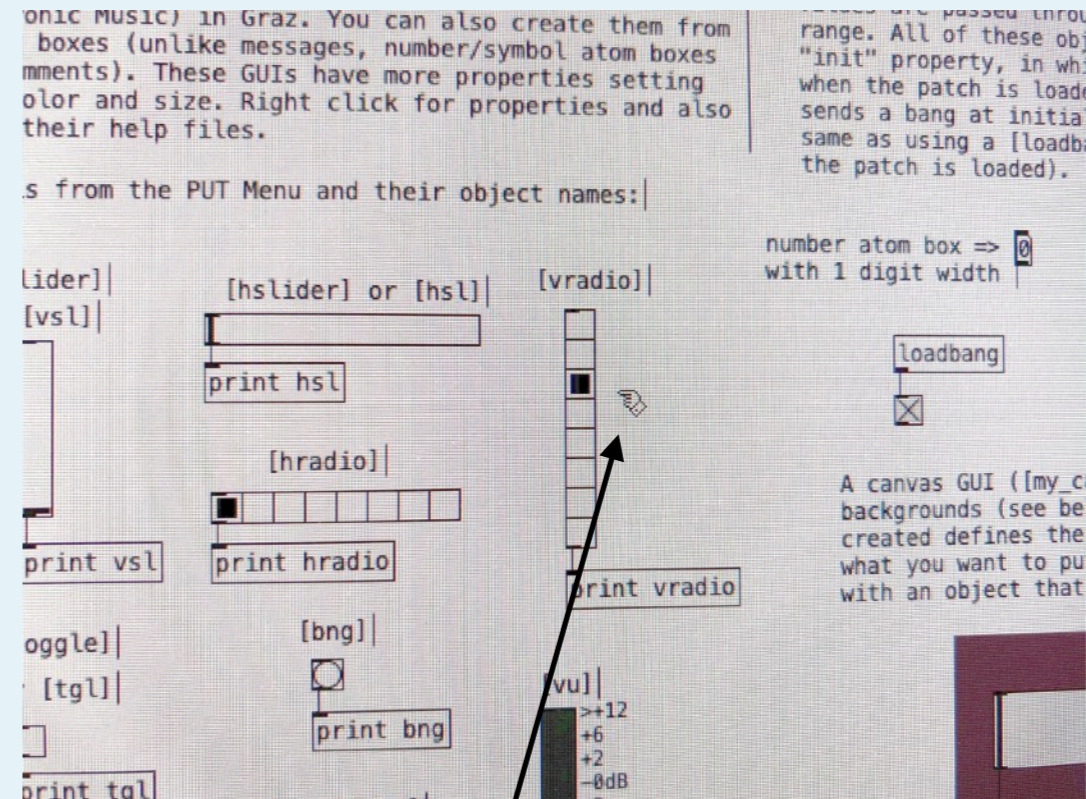 onic Music) in Graz. You can also create them from
boxes (unlike messages, number/symbol atom boxes
mments). These GUIs have more properties setting
olor and size. Right click for properties and also
their help files.
range. All of these obj
"init" property, in whi
when the patch is loade
sends a bang at initia
same as using a [loadba
the patch is loaded).
s from the PUT Menu and their object names:
lider]
[vsl]
print vsl
[hslider] or [hsl]
print hsl
[hradio]
print hradio
[vradio]
print vradio
number atom box => 0
with 1 digit width
loadbang
A canvas GUI ([my_ca
backgrounds (see be
created defines the
what you want to pu
with an object that
oggle]
[tgl]
print tgl
[bng]
print bng
[vu]
>+12
+6
+2
-0dB